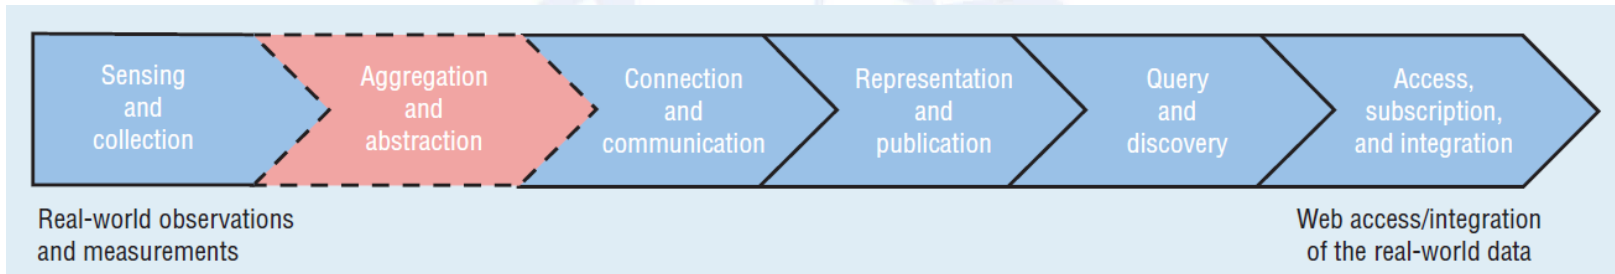 Sensing
and
collection
Aggregation
and
abstraction
Connection
and
communication
Representation
and
publication
Query
and
discovery
Access,
subscription,
and integration
Real-world observations
and measurements
Web access/integration
of the real-world data